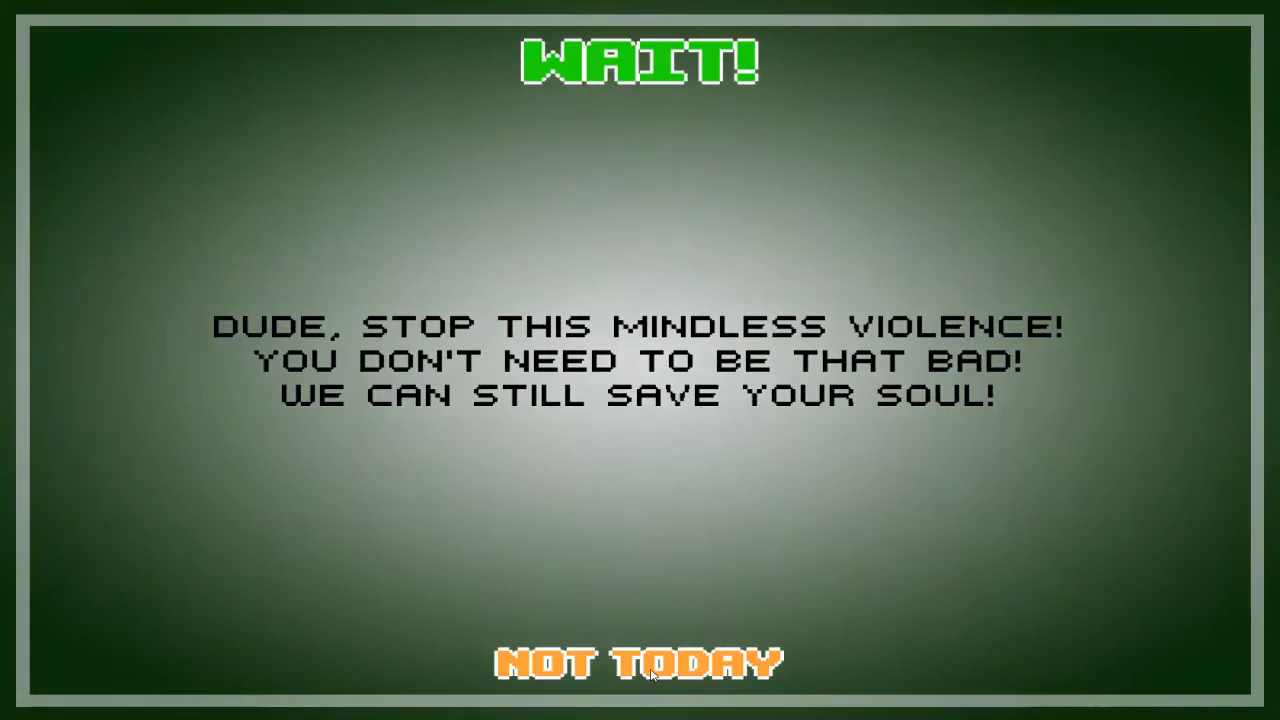 WAIT!
DUDE, STOP THIS MINDLESS VIOLENCE!
YOU DON'T NEED TO BE THAT BAD!
WE CAN STILL SAVE YOUR SOUL!
NOT TODAY